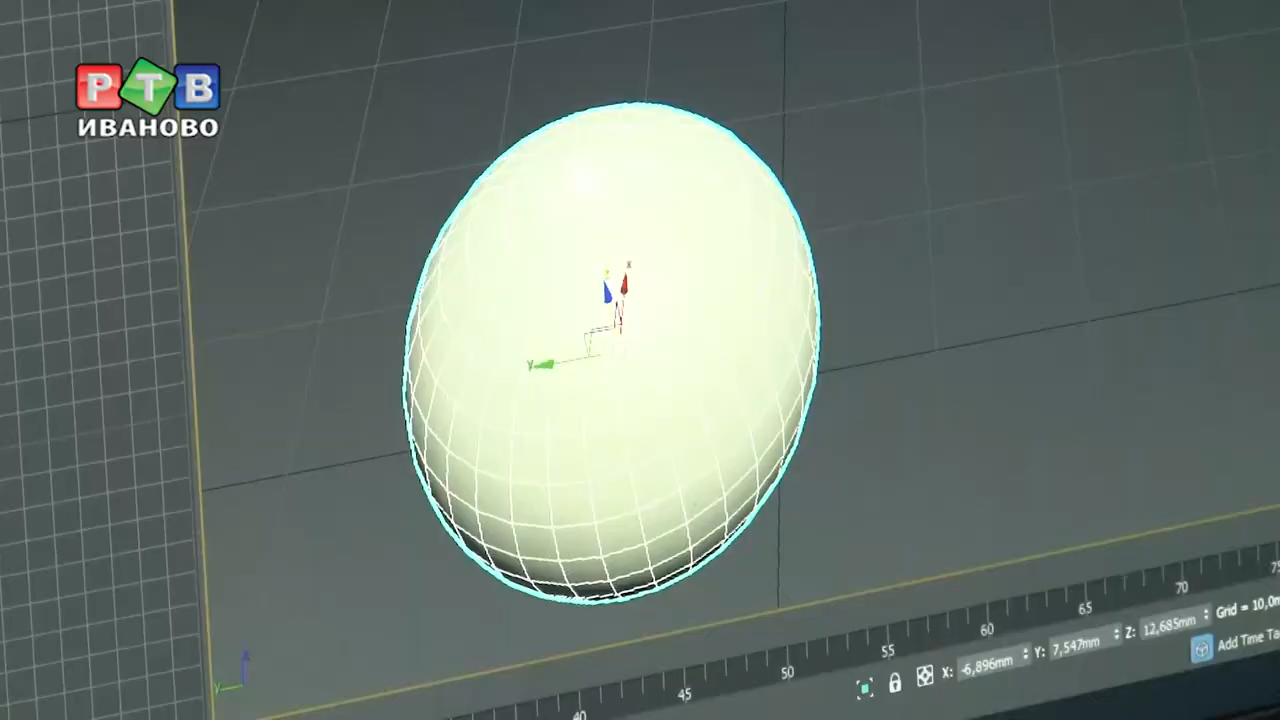 РТВ
ИВАНОВО
x
y
y
40 45 50 55 60 65 70 75
X: -6,896mm Y: 7,547mm Z: 12,685mm Grid = 10,0m
Add Time Ta